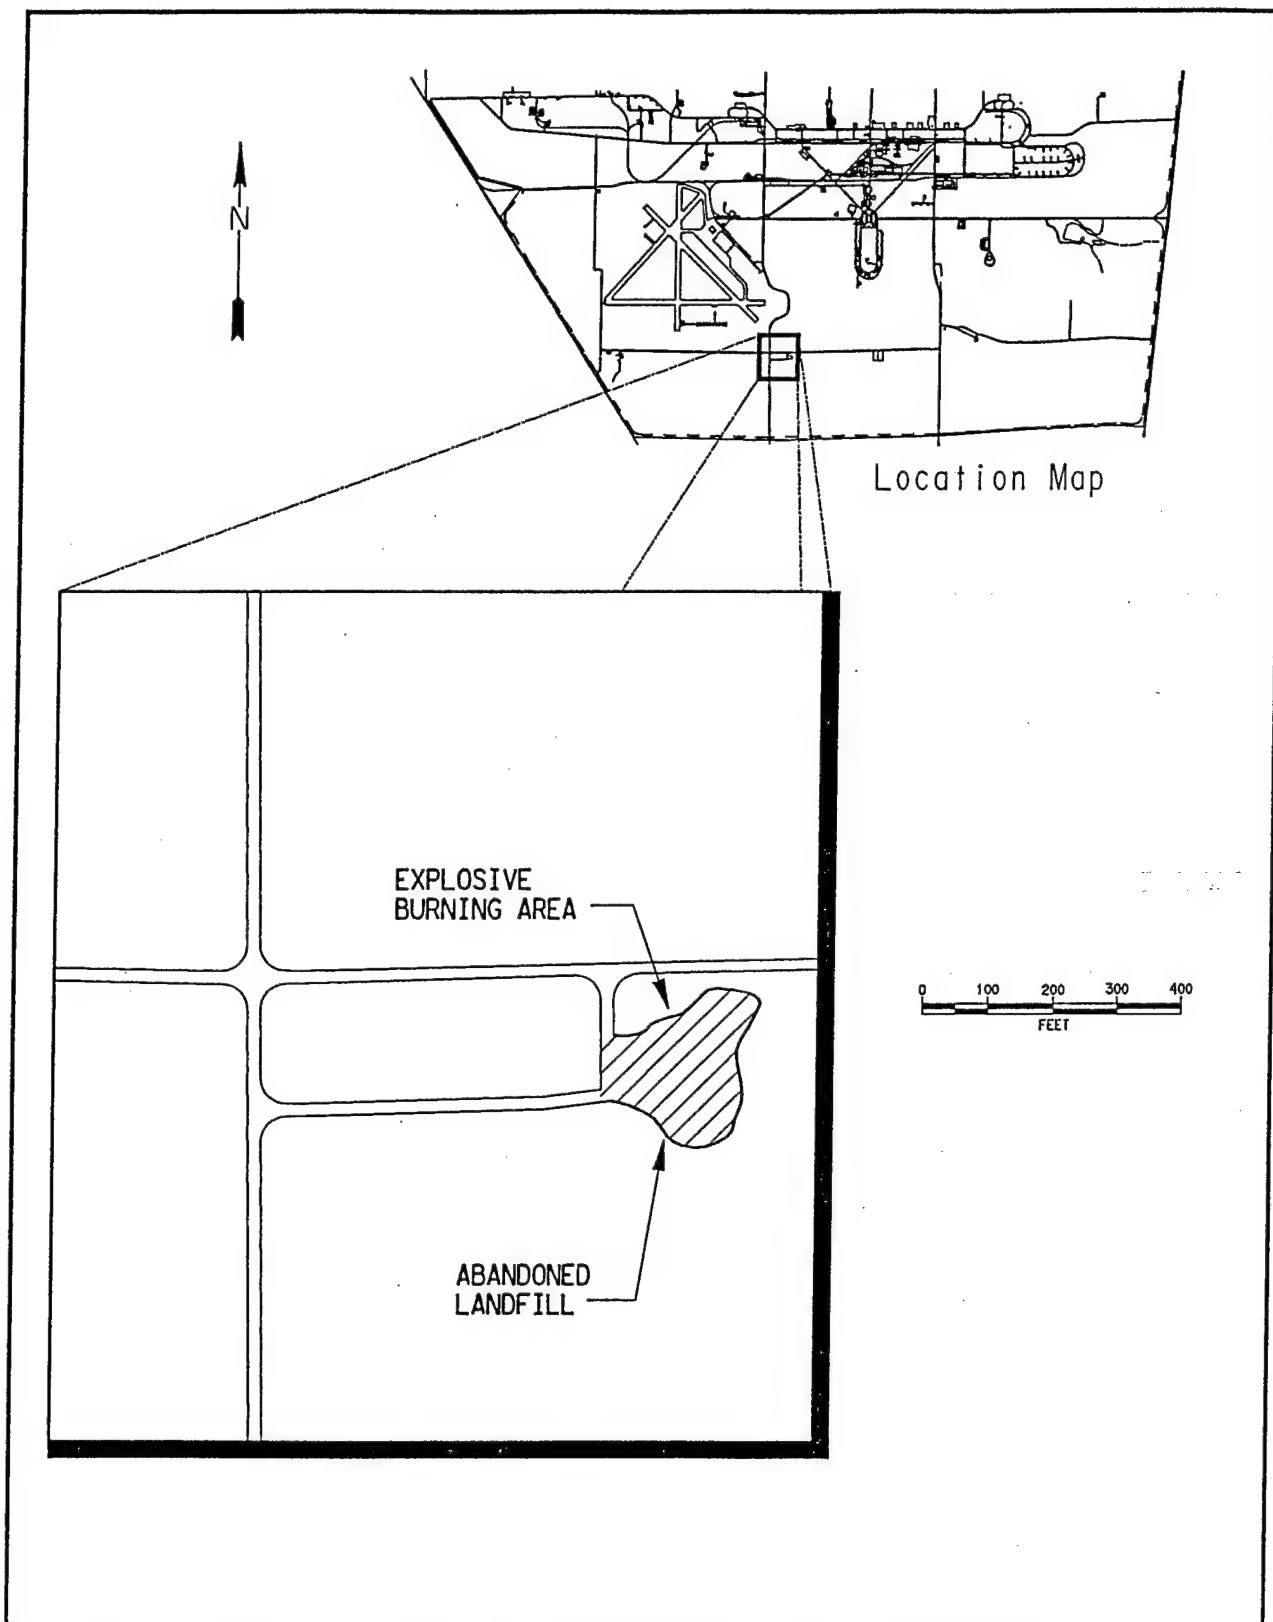 N
Location Map
EXPLOSIVE
BURNING AREA
0 100 200 300 400
FEET
ABANDONED
LANDFILL